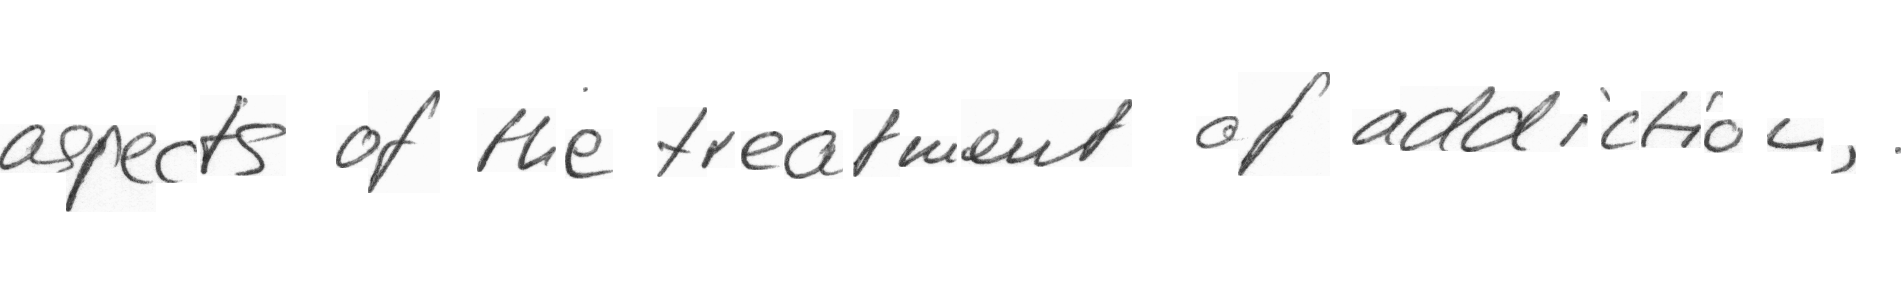 aspects of the treatment of addiction,